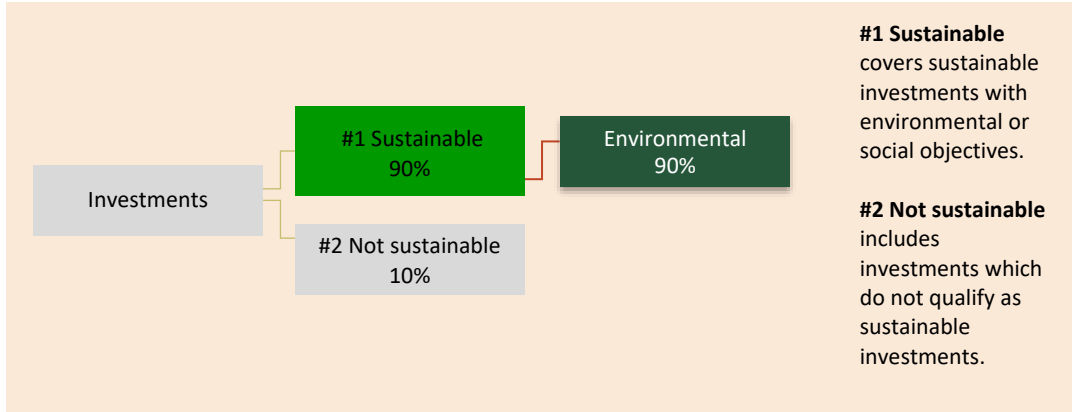 Investments
#1 Sustainable
90%
#2 Not sustainable
10%
Environmental
90%
#1 Sustainable
covers sustainable
investments with
environmental or
social objectives.
#2 Not sustainable
includes
investments which
do not qualify as
sustainable
investments.